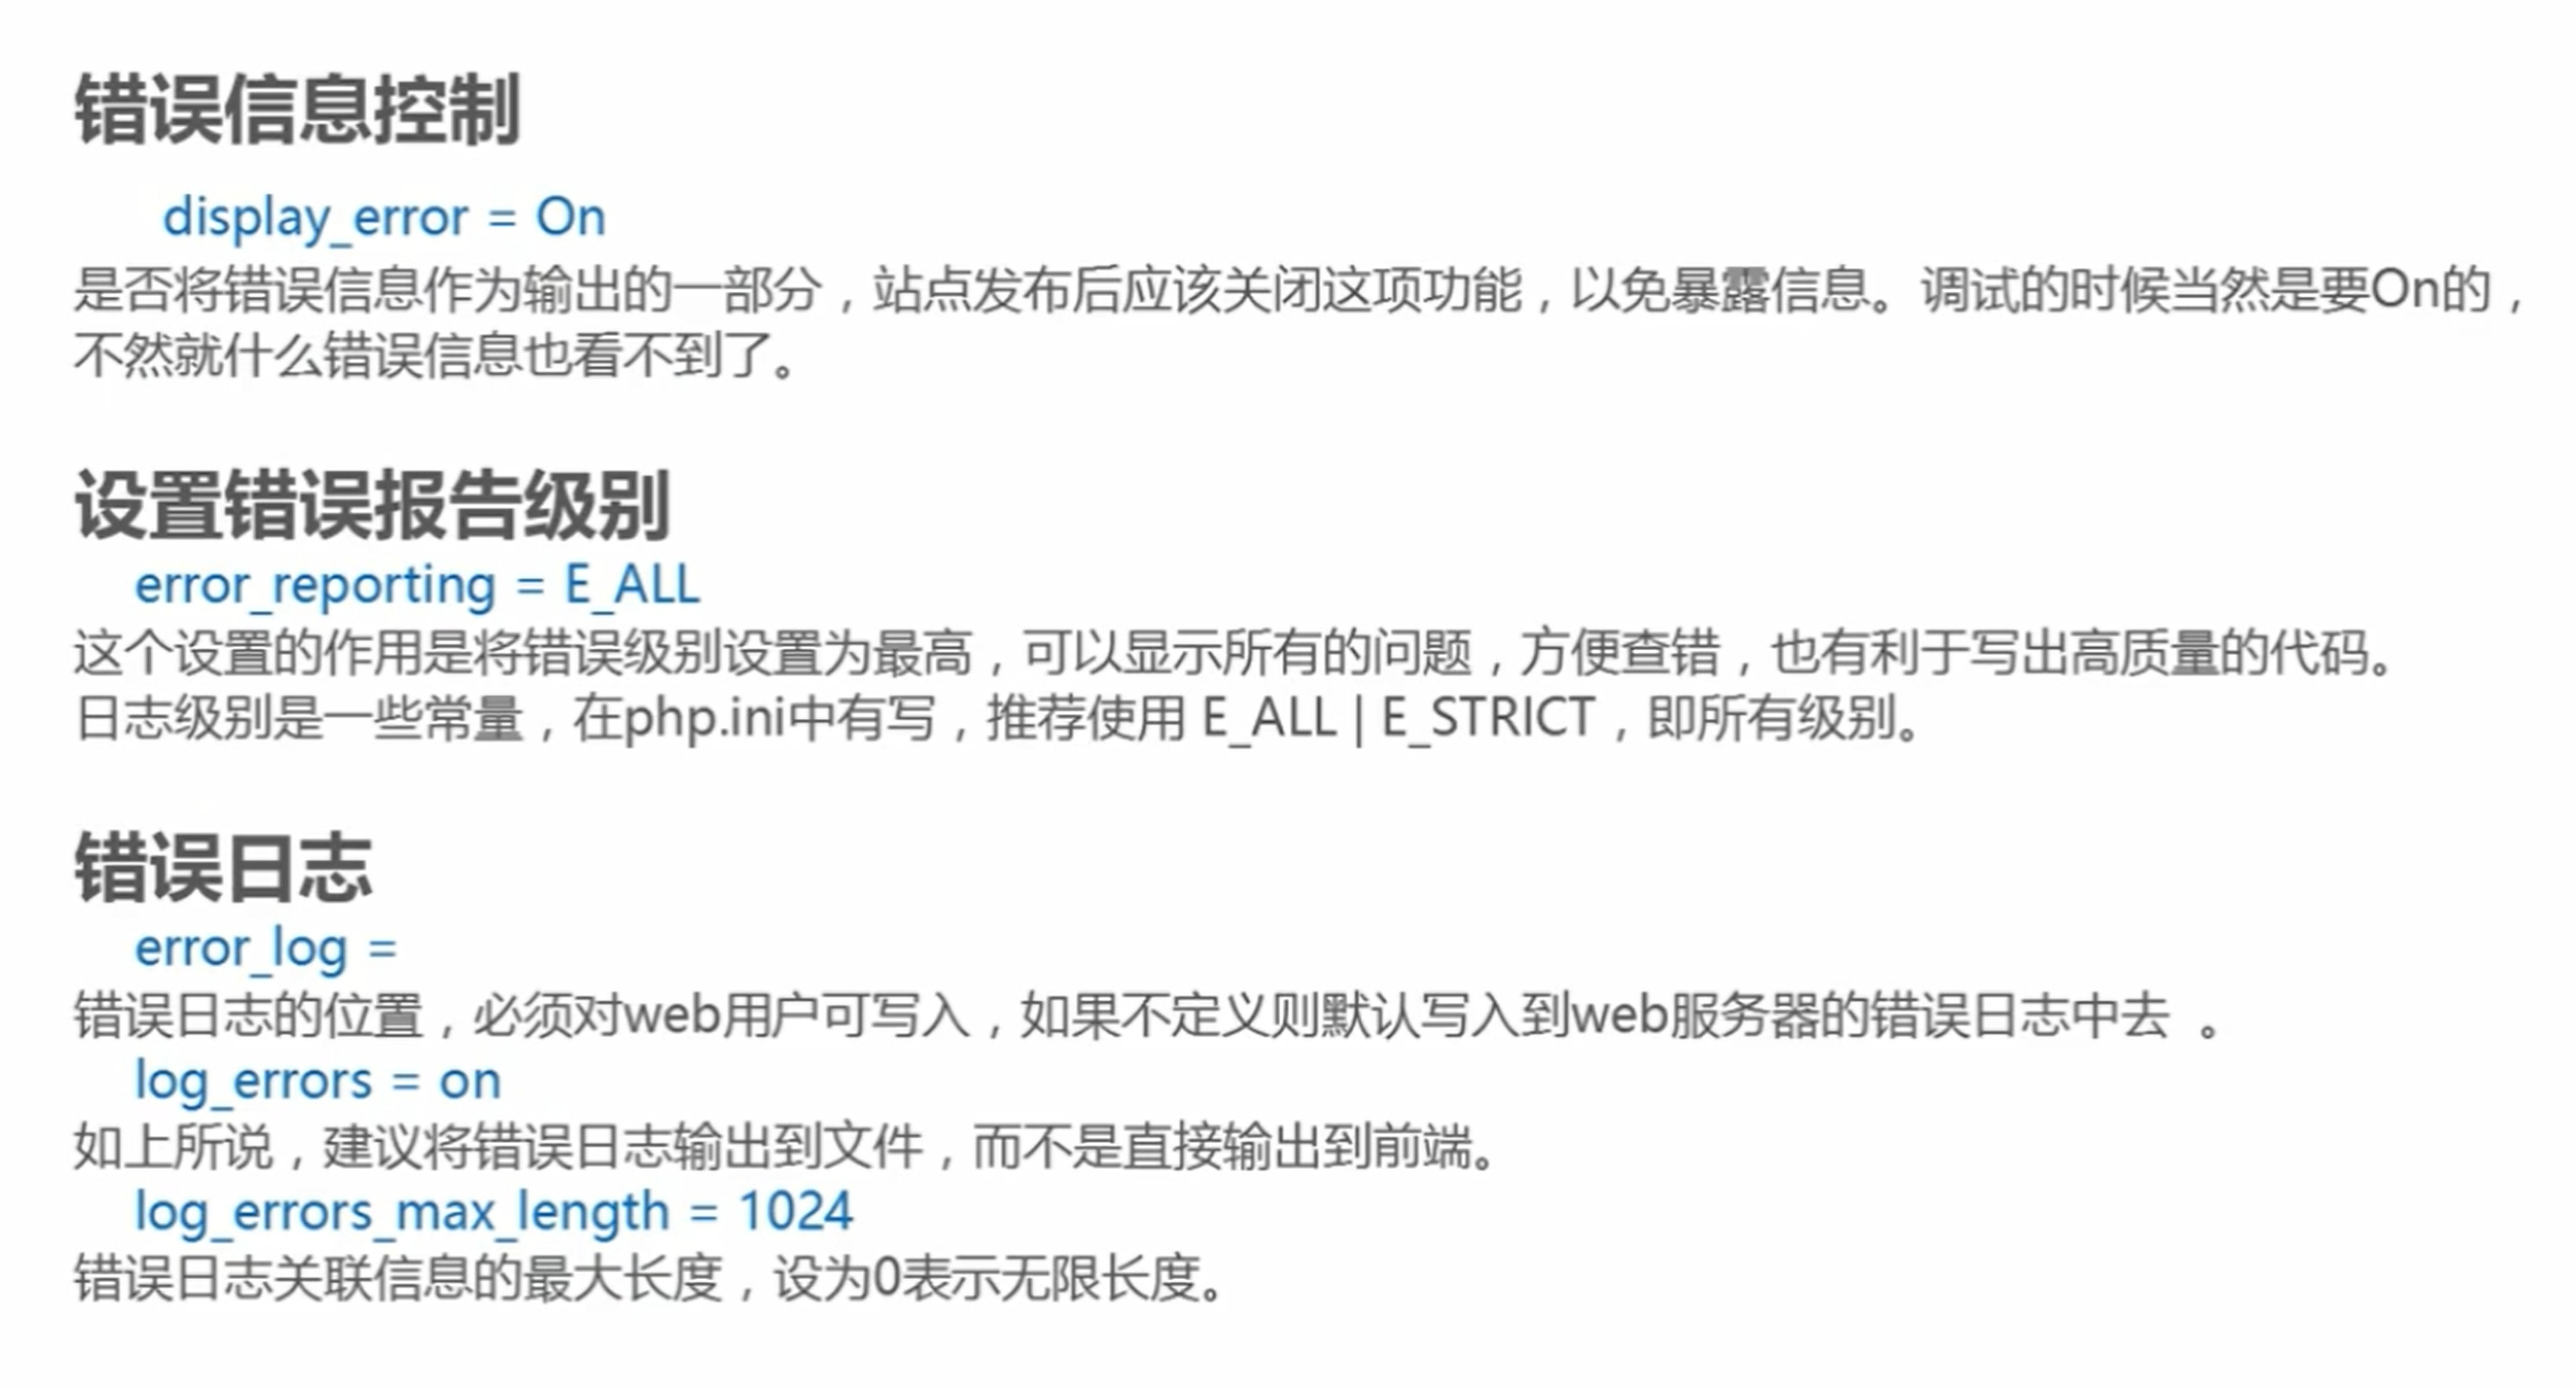 错误信息控制
display_error = On
是否将错误信息作为输出的一部分，站点发布后应该关闭这项功能，以免暴露信息。调试的时候当然是要On的，
不然就什么错误信息也看不到了。
设置错误报告级别
error_reporting = E_ALL
这个设置的作用是将错误级别设置为最高，可以显示所有的问题，方便查错，也有利于写出高质量的代码。
日志级别是一些常量，在php.ini中有写，推荐使用 E_ALL | E_STRICT，即所有级别。
错误日志
error_log =
错误日志的位置，必须对web用户可写入，如果不定义则默认写入到web服务器的错误日志中去 。
log_errors = on
如上所说，建议将错误日志输出到文件，而不是直接输出到前端。
log_errors_max_length = 1024
错误日志关联信息的最大长度，设为0表示无限长度。